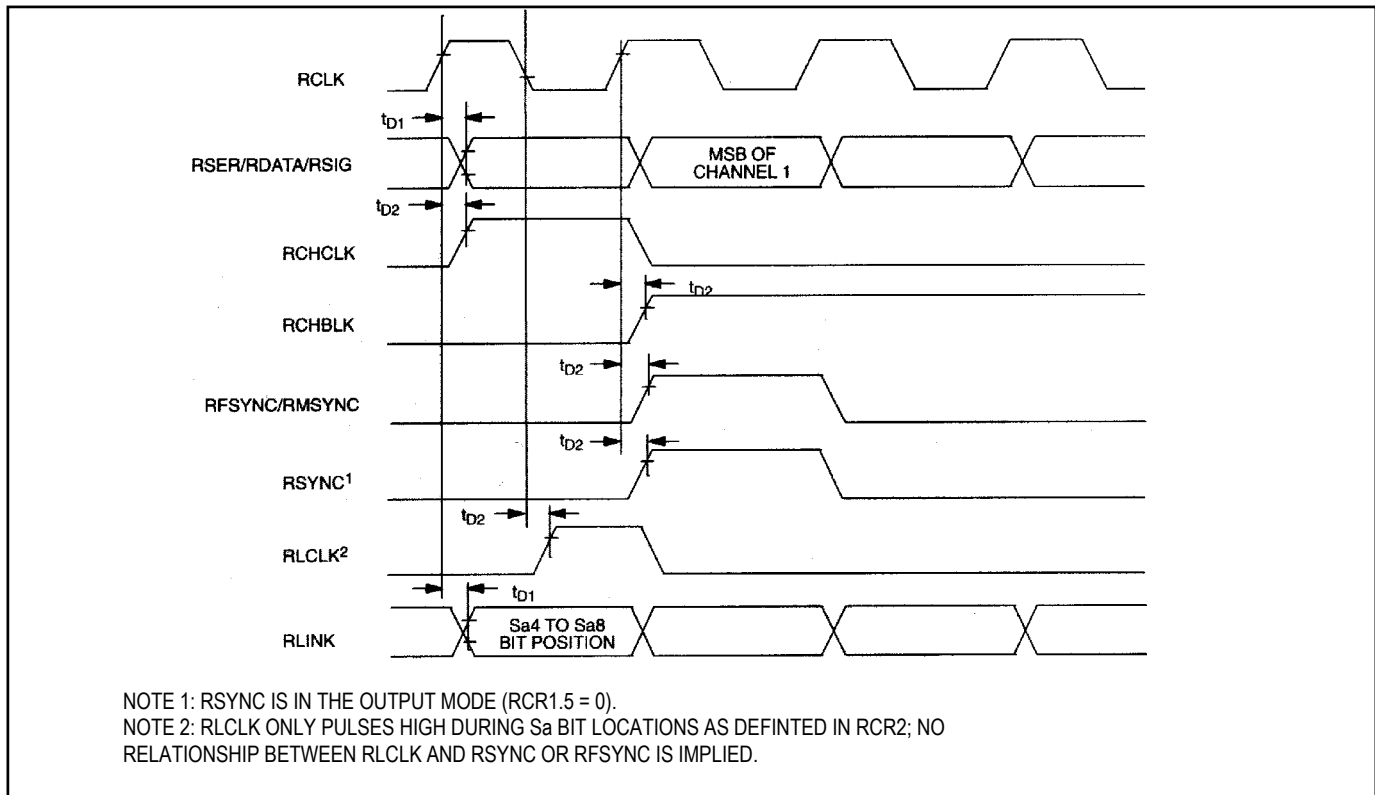 RCLK
tD1
RSER/RDATA/RSIG
MSB OF
CHANNEL 1
tD2
RCHCLK
tD2
RCHBLK
tD2
RFSYNC/RMSYNC
tD2
RSYNC1
tD2
RLCLK2
tD1
RLINK
Sa4 TO Sa8
BIT POSITION
NOTE 1: RSYNC IS IN THE OUTPUT MODE (RCR1.5 = 0).
NOTE 2: RLCLK ONLY PULSES HIGH DURING Sa BIT LOCATIONS AS DEFINTED IN RCR2; NO
RELATIONSHIP BETWEEN RLCLK AND RSYNC OR RFSYNC IS IMPLIED.